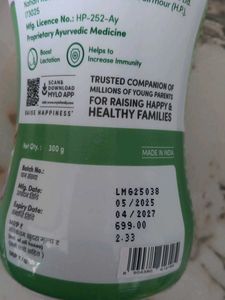 173025
Mfg. Licence No.: HP-252-Ay
Proprietary Ayurvedic Medicine
Boost Lactation
Helps to Increase Immunity
SCAN & DOWNLOAD MYLO APP
RAISE HAPPINESS!
TRUSTED COMPANION OF
MILLIONS OF YOUNG PARENTS
FOR RAISING HAPPY &
HEALTHY FAMILIES
MADE IN INDIA
Net Qty.: 300 g
Batch No.: LM625038
Mfg. Date: 05/2025
Expiry Date: 04/2027
MRP ₹ 699.00
2.33